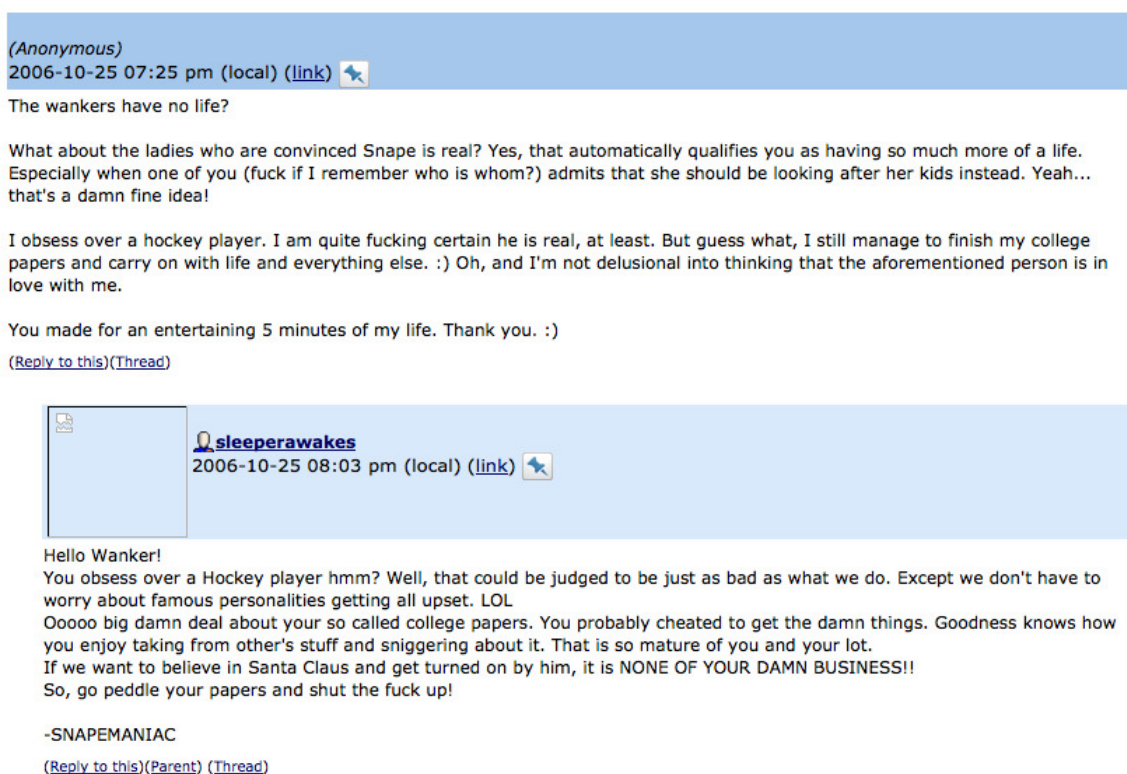 (Anonymous)
2006-10-25 07:25 pm (local) (link)
The wankers have no life?
What about the ladies who are convinced Snape is real? Yes, that automatically qualifies you as having so much more of a life.
Especially when one of you (fuck if I remember who is whom?) admits that she should be looking after her kids instead. Yeah...
that's a damn fine idea!
I obsess over a hockey player. I am quite fucking certain he is real, at least. But guess what, I still manage to finish my college
papers and carry on with life and everything else. :) Oh, and I'm not delusional into thinking that the aforementioned person is in
love with me.
You made for an entertaining 5 minutes of my life. Thank you. :)
(Reply to this)(Thread)
sleeperawakes
2006-10-25 08:03 pm (local) (link)
Hello Wanker!
You obsess over a Hockey player hmm? Well, that could be judged to be just as bad as what we do. Except we don't have to
worry about famous personalities getting all upset. LOL
Ooooo big damn deal about your so called college papers. You probably cheated to get the damn things. Goodness knows how
you enjoy taking from other's stuff and sniggering about it. That is so mature of you and your lot.
If we want to believe in Santa Claus and get turned on by him, it is NONE OF YOUR DAMN BUSINESS!!
So, go peddle your papers and shut the fuck up!
-SNAPEMANIAC
(Reply to this)(Parent) (Thread)